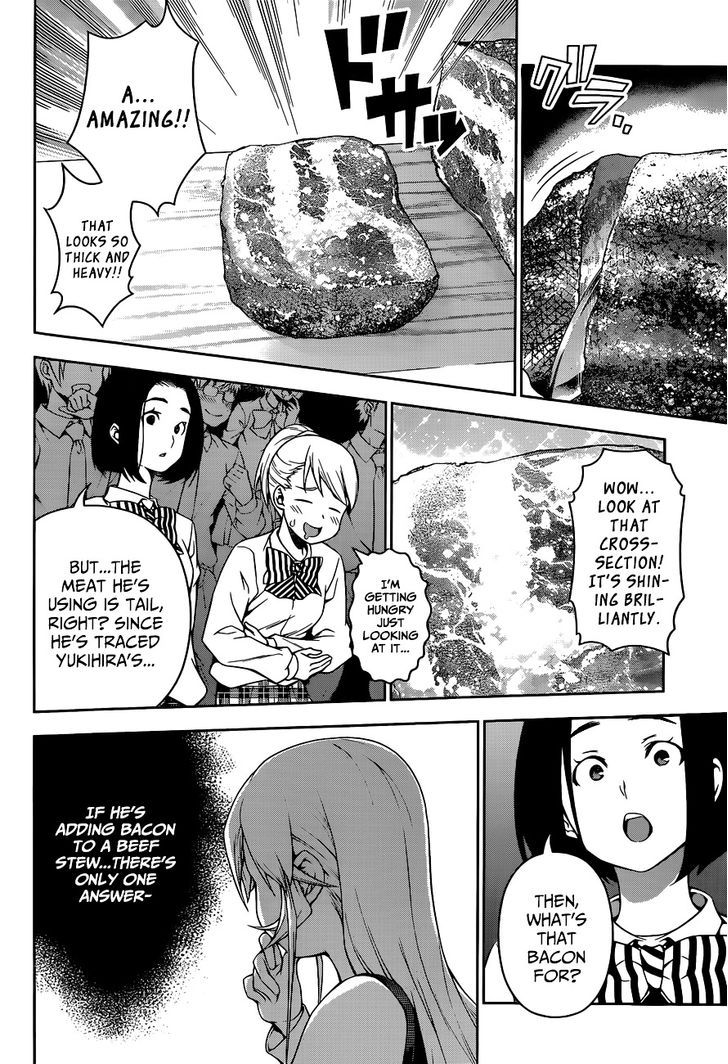 グラ、
ドサッ
A...
AMAZING!!
THAT
LOOKS SO
THICK AND
HEAVY!!
WOW...
LOOK AT
THAT
CROSS-
SECTION!
IT'S SHIN-
ING BRIL-
LIANTLY.
I'M
GETTING
HUNGRY
JUST
LOOKING
AT IT...
BUT...THE
MEAT HE'S
USING IS TAIL,
RIGHT? SINCE
HE'S TRACED
YUKIHIRA'S...
THEN,
WHAT'S
THAT
BACON
FOR?
IF HE'S
ADDING BACON
TO A BEEF
STEW...THERE'S
ONLY ONE
ANSWER-